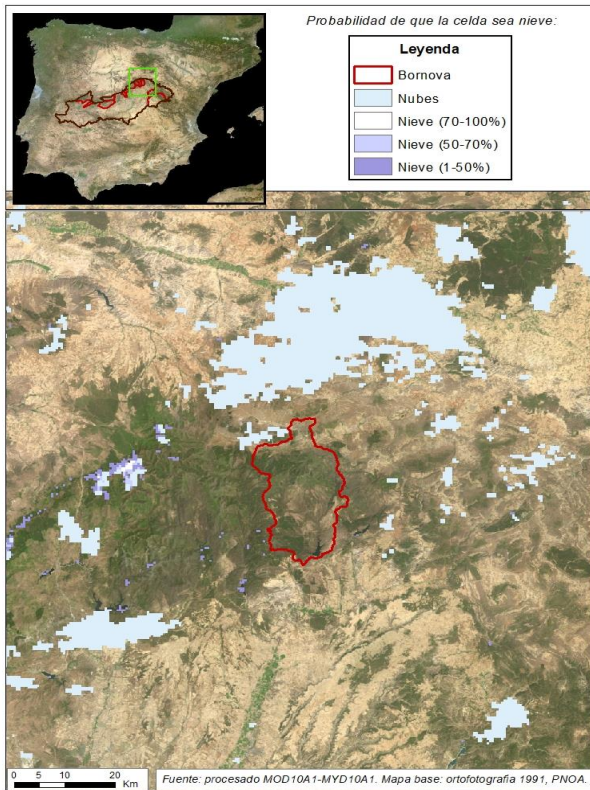 Probabilidad de que la celda sea nieve:
Leyenda
Bornova
Nubes
Nieve (70-100%)
Nieve (50-70%)
Nieve (1-50%)
0 5 10 20
Km
Fuente: procesado MOD10A1-MYD10A1. Mapa base: ortofotografia 1991, PNOA.